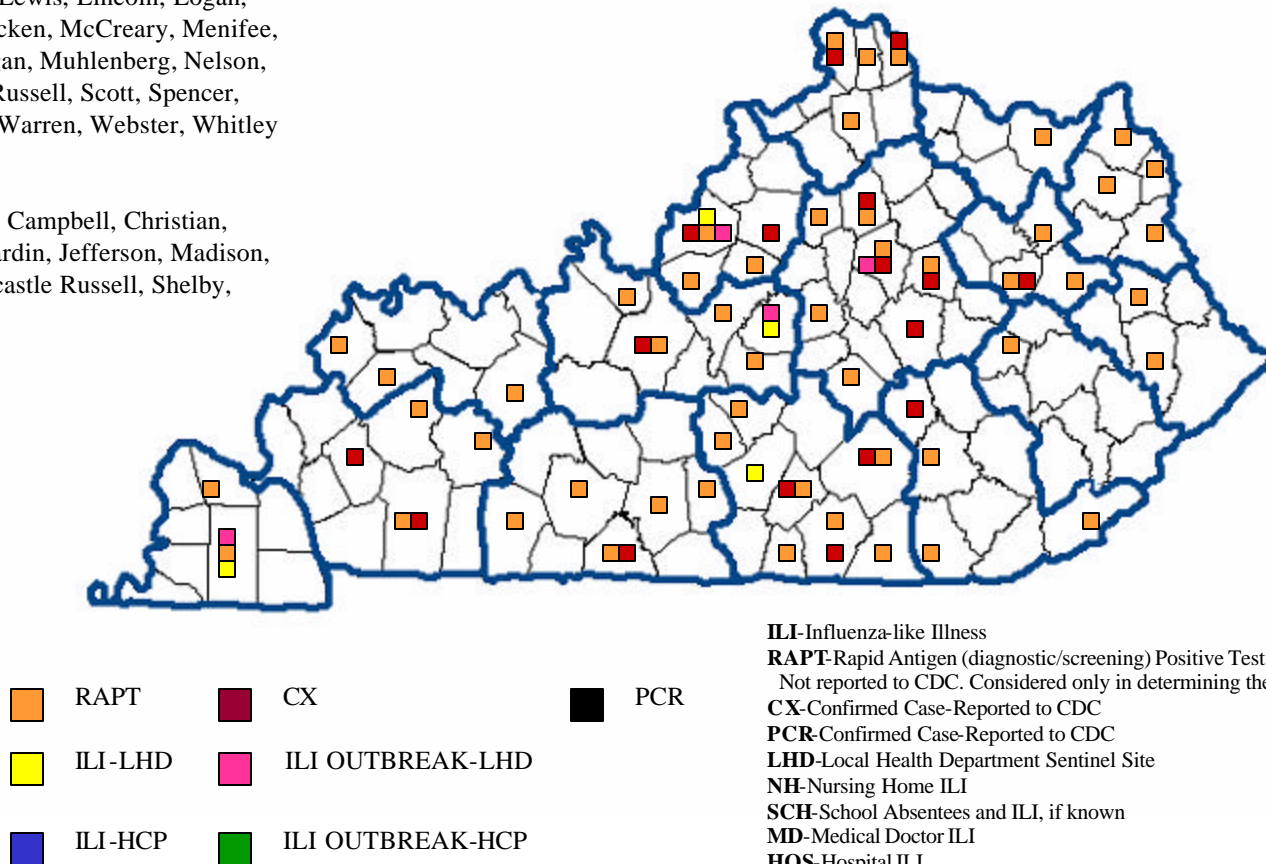 Lewis, Lincoln, Logan,
McCreary, Menifee,
Muhlenberg, Nelson,
Russell, Scott, Spencer,
Warren, Webster, Whitley
Campbell, Christian,
Jefferson, Madison,
Russell, Shelby,
ILI-Influenza-like Illness
RAPT-Rapid Antigen (diagnostic/screening) Positive Test
Not reported to CDC. Considered only in determining the
CX-Confirmed Case-Reported to CDC
PCR-Confirmed Case-Reported to CDC
LHD-Local Health Department Sentinel Site
NH-Nursing Home ILI
SCH-School Absentees and ILI, if known
MD-Medical Doctor ILI
HOS-Hospital ILI
RAPT
CX
PCR
ILI-LHD
ILI OUTBREAK-LHD
ILI-HCP
ILI OUTBREAK-HCP